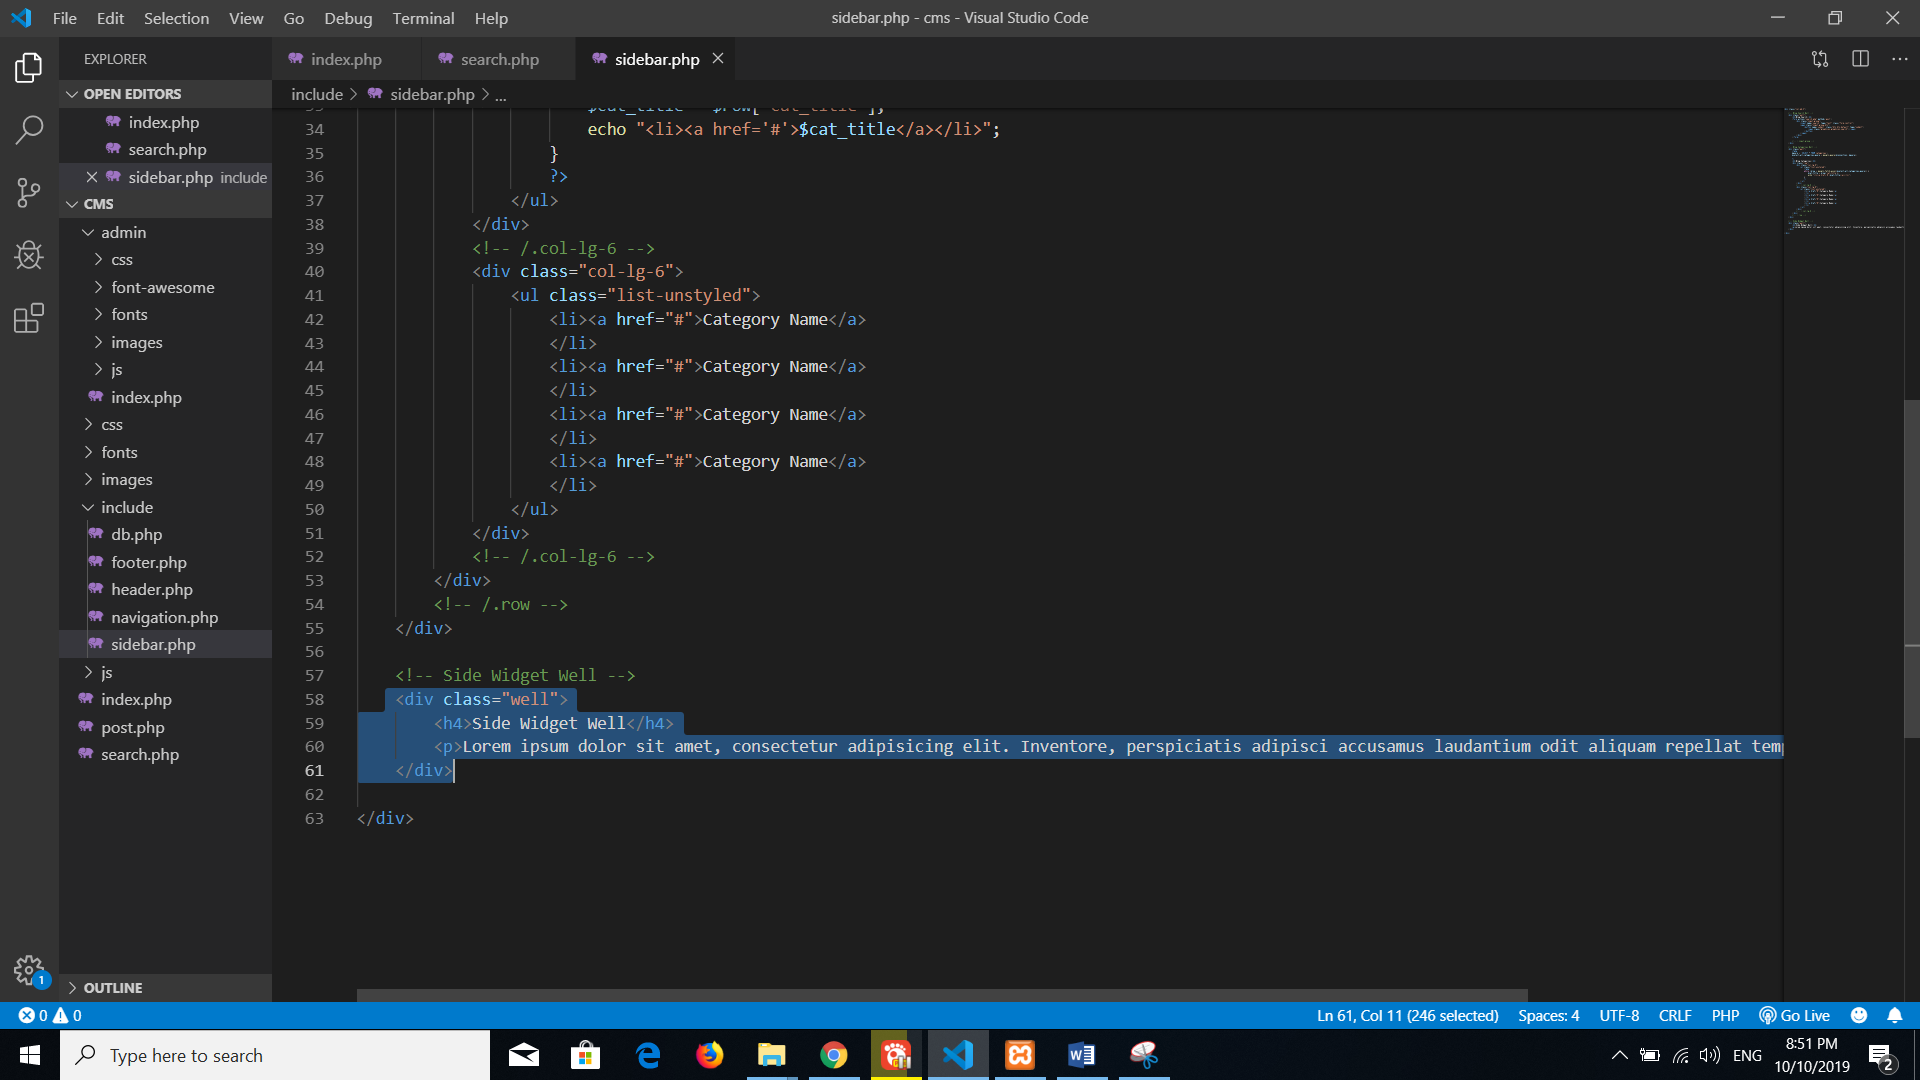 File Edit Selection View Go Debug Terminal Help
sidebar.php - cms - Visual Studio Code
EXPLORER
OPEN EDITORS
index.php
search.php
sidebar.php include
CMS
admin
css
font-awesome
fonts
images
js
index.php
css
fonts
images
include
db.php
footer.php
header.php
navigation.php
sidebar.php
js
index.php
post.php
search.php
OUTLINE
index.php search.php sidebar.php
include > sidebar.php > ...
34 echo "<li><a href='#'>$cat_title</a></li>";
35 }
36 ?>
37 </ul>
38 </div>
39 <!-- /.col-lg-6 -->
40 <div class="col-lg-6">
41 <ul class="list-unstyled">
42 <li><a href="#">Category Name</a>
43 </li>
44 <li><a href="#">Category Name</a>
45 </li>
46 <li><a href="#">Category Name</a>
47 </li>
48 <li><a href="#">Category Name</a>
49 </li>
50 </ul>
51 </div>
52 <!-- /.col-lg-6 -->
53 </div>
54 <!-- /.row -->
55 </div>
56
57 <!-- Side Widget Well -->
58 <div class="well">
59 <h4>Side Widget Well</h4>
60 <p>Lorem ipsum dolor sit amet, consectetur adipisicing elit. Inventore, perspiciatis adipisci accusamus laudantium odit aliquam repellat tem
61 </div>
62
63 </div>
1
0 0
Ln 61, Col 11 (246 selected) Spaces: 4 UTF-8 CRLF PHP Go Live
Type here to search
ENG
8:51 PM
10/10/2019
2